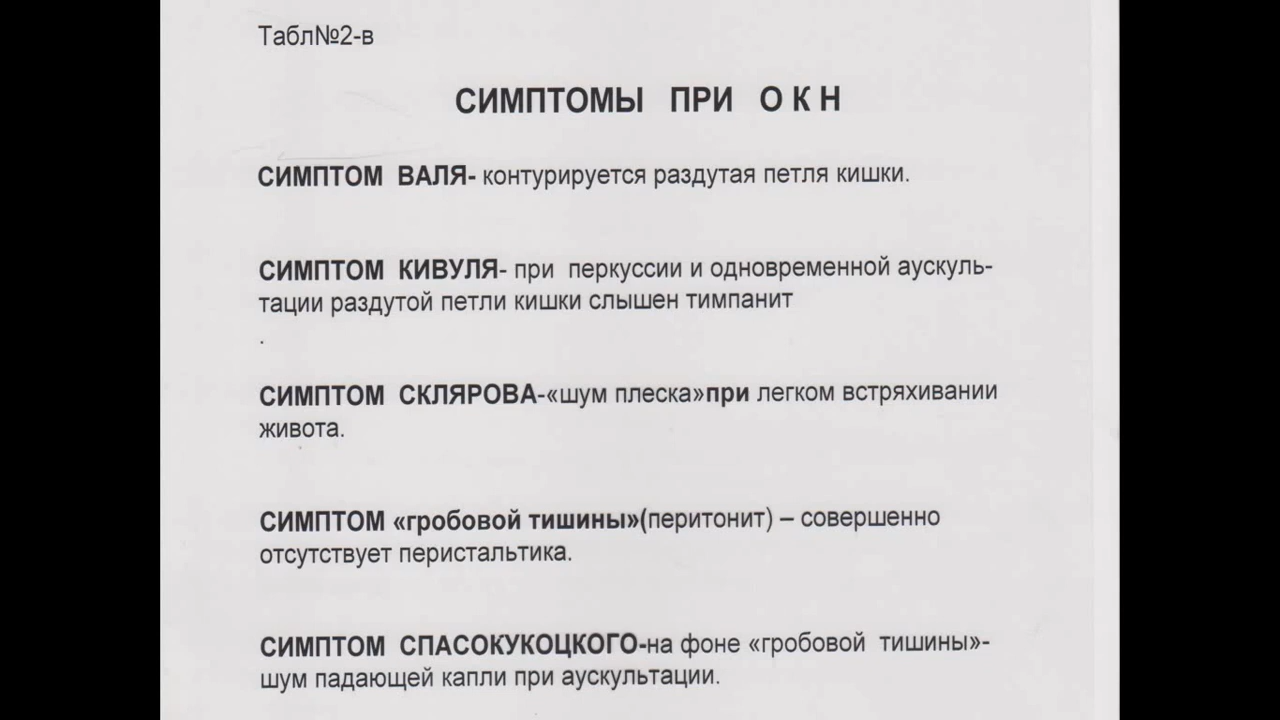 Табл№2-в
СИМПТОМЫ ПРИ О К Н
СИМПТОМ ВАЛЯ- контурируется раздутая петля кишки.
СИМПТОМ КИВУЛЯ- при перкуссии и одновременной аускуль-
тации раздутой петли кишки слышен тимпанит
.
СИМПТОМ СКЛЯРОВА-«шум плеска»при легком встряхивании
живота.
СИМПТОМ «гробовой тишины»(перитонит) – совершенно
отсутствует перистальтика.
СИМПТОМ СПАСОКУКОЦКОГО-на фоне «гробовой тишины»-
шум падающей капли при аускультации.